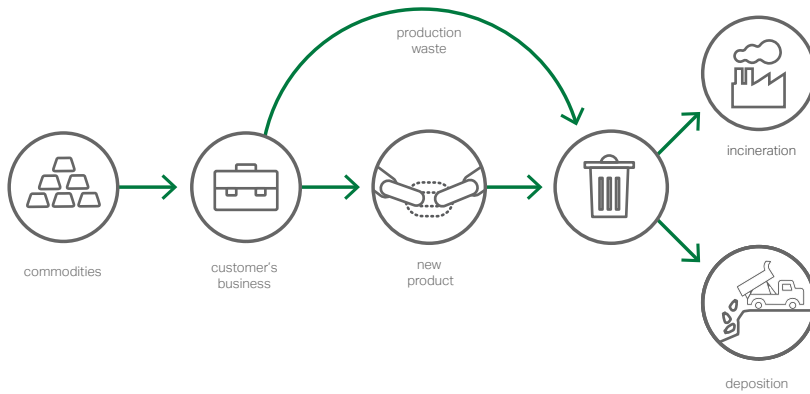 production
waste
incineration
commodities
customer's
business
new
product
deposition